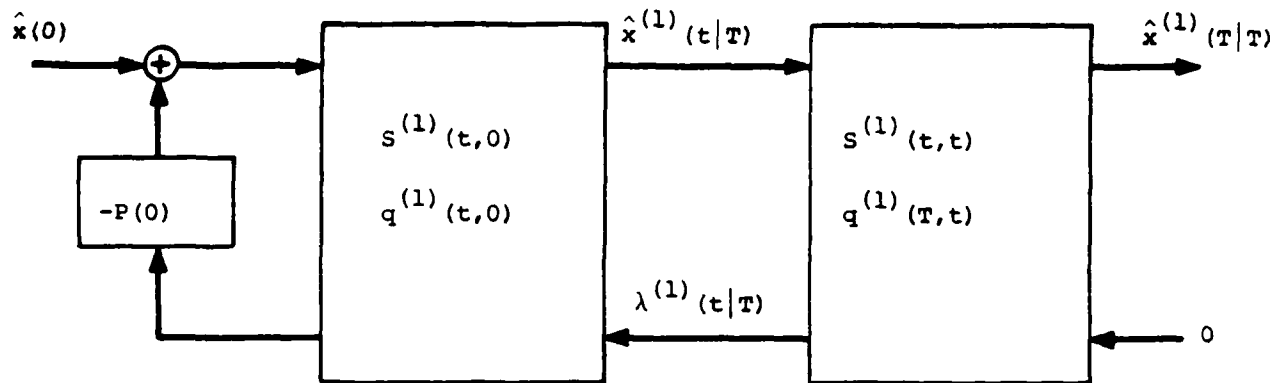 x̂(0)
x̂^(1)(t|T)
x̂^(1)(T|T)
S^(1)(t,0)
S^(1)(t,t)
-P(0)
q^(1)(t,0)
q^(1)(T,t)
λ^(1)(t|T)
0